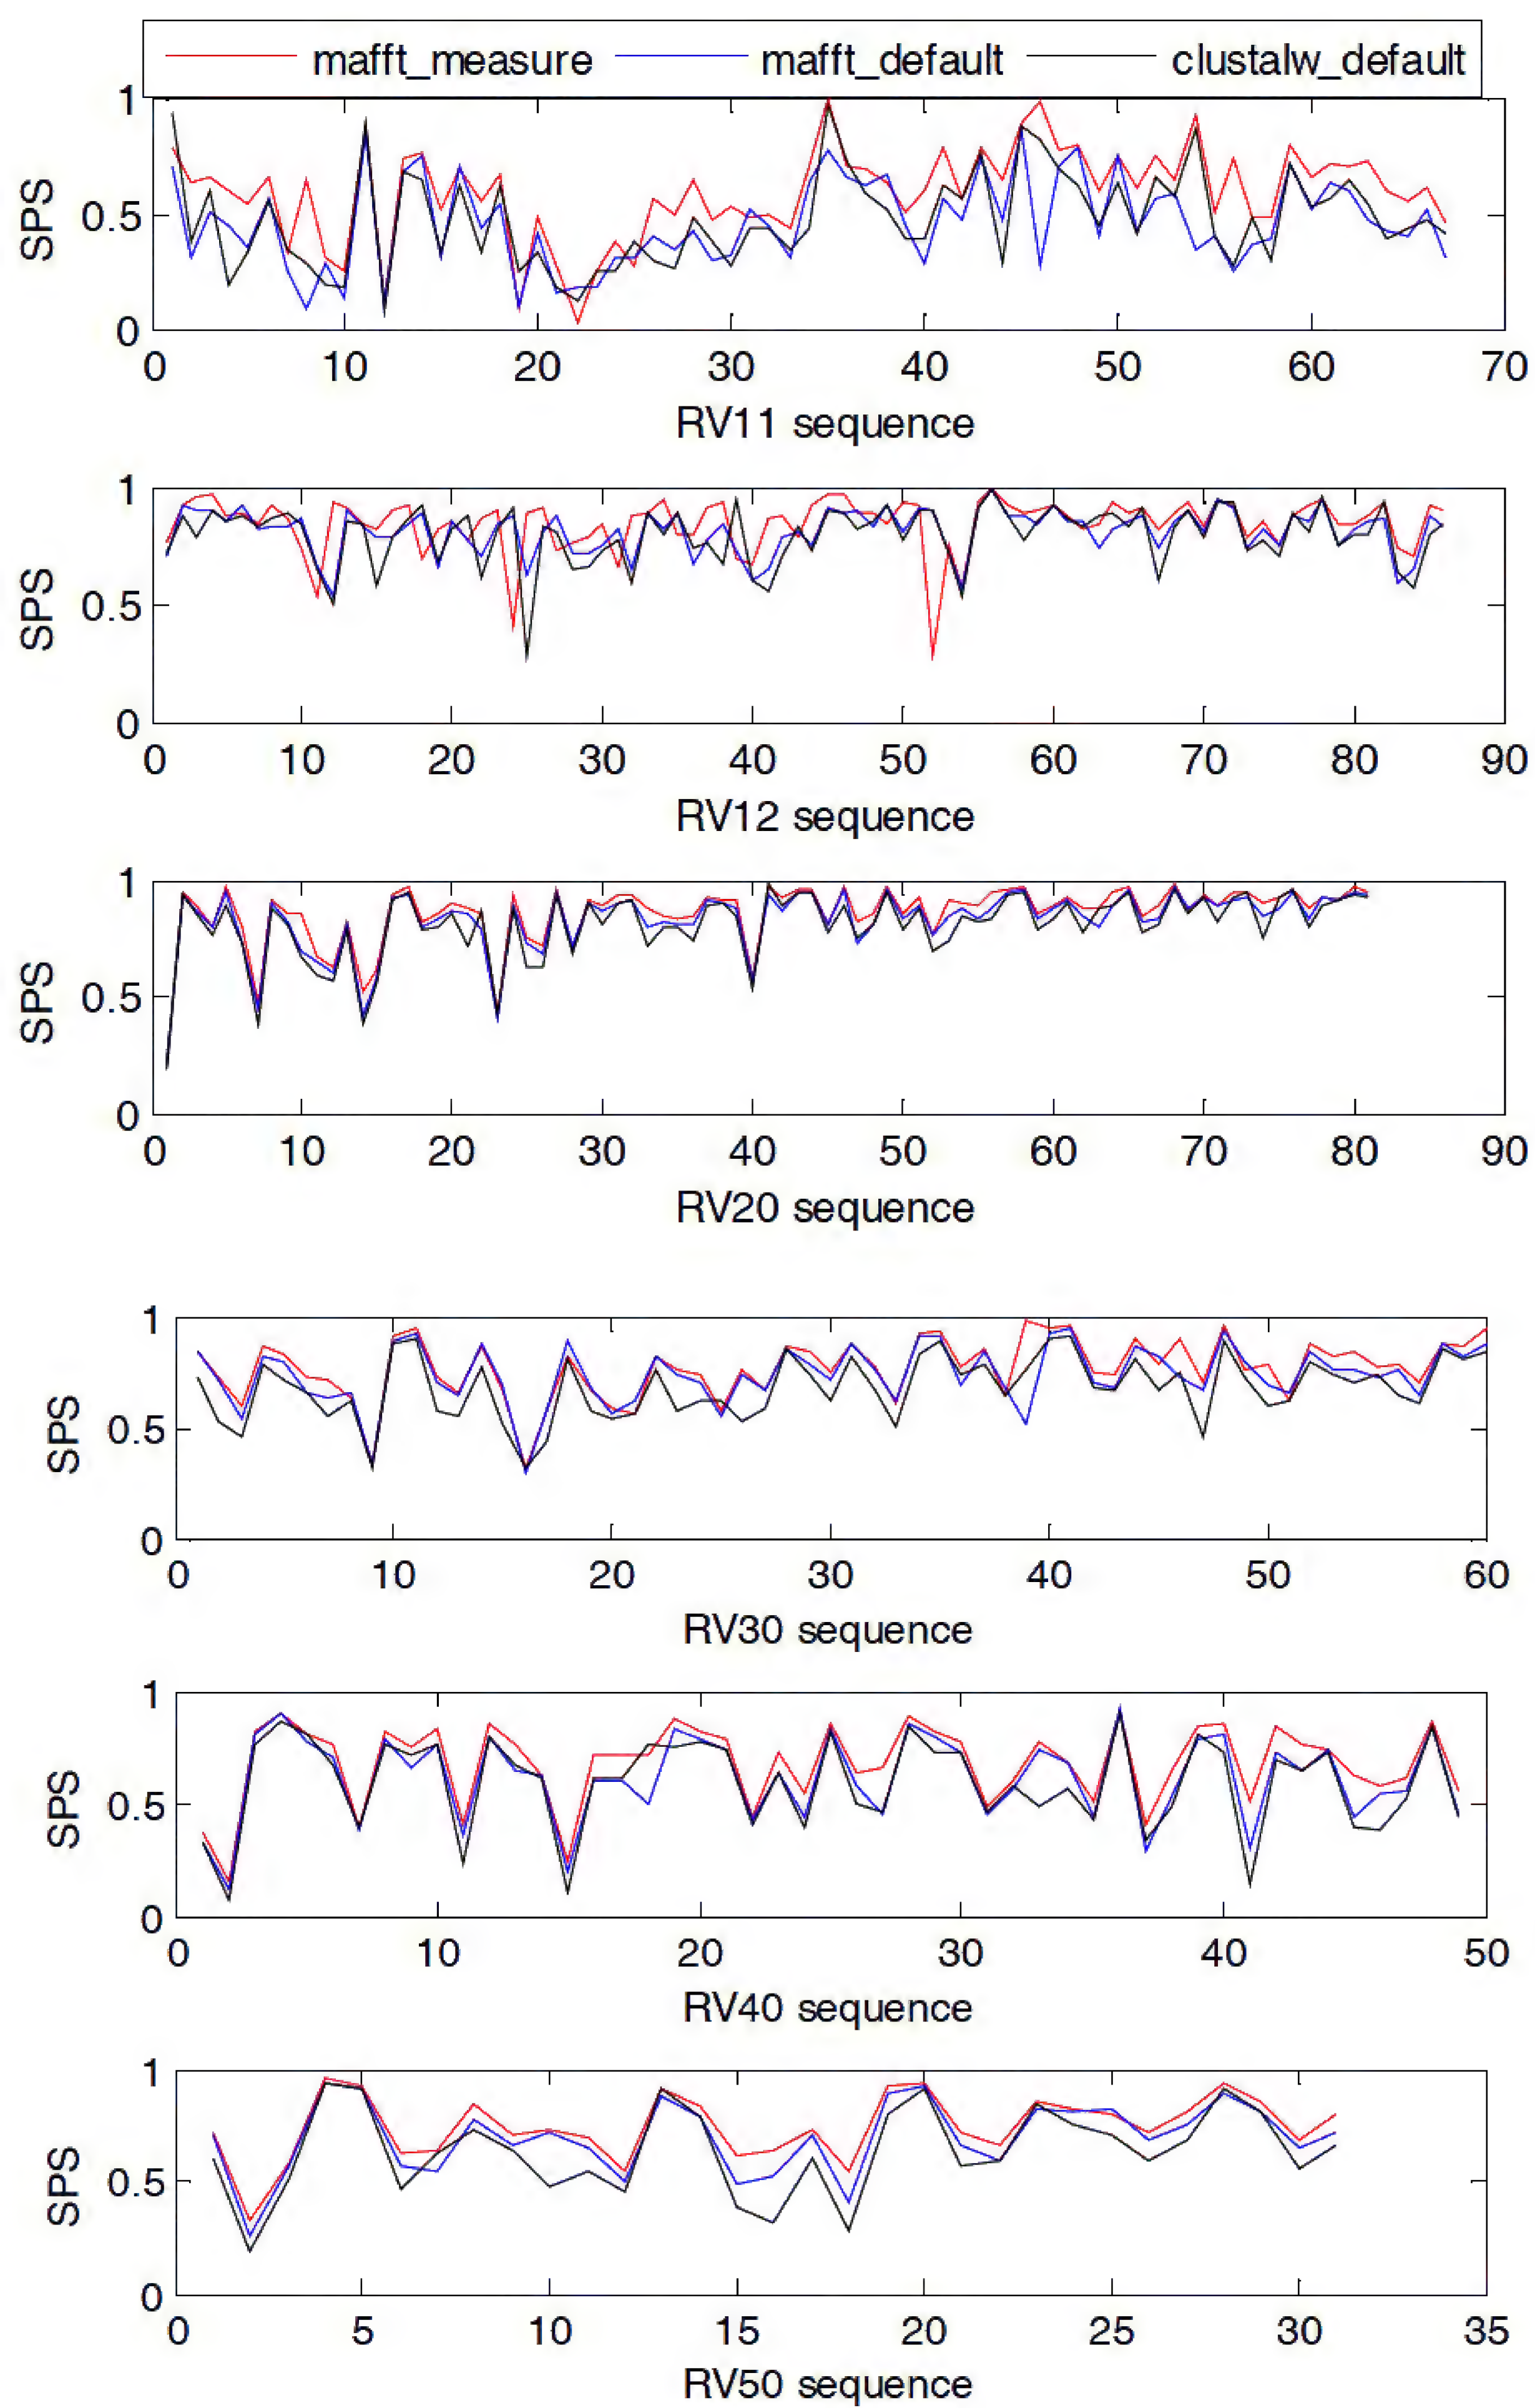 mafft_measure mafft_default clustalw_default
1
0.5
0
SPS
0 10 20 30 40 50 60 70
RV11 sequence
1
0.5
0
SPS
0 10 20 30 40 50 60 70 80 90
RV12 sequence
1
0.5
0
SPS
0 10 20 30 40 50 60 70 80 90
RV20 sequence
1
0.5
0
SPS
0 10 20 30 40 50 60
RV30 sequence
1
0.5
0
SPS
0 10 20 30 40 50
RV40 sequence
1
0.5
0
SPS
0 5 10 15 20 25 30 35
RV50 sequence